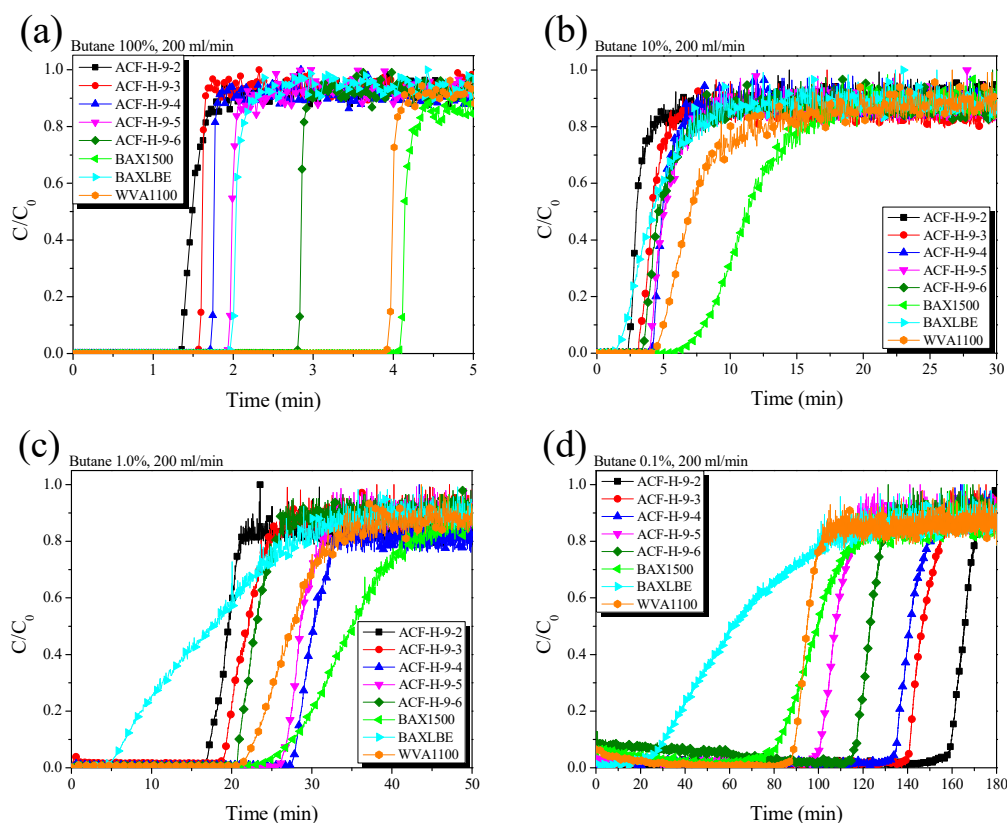 (a)
Butane 100%, 200 ml/min
ACF-H-9-2
ACF-H-9-3
ACF-H-9-4
ACF-H-9-5
ACF-H-9-6
BAX1500
BAXLBE
WVA1100
1.0
0.8
0.6
0.4
0.2
0.0
C/C0
0 1 2 3 4 5
Time (min)
(b)
Butane 10%, 200 ml/min
1.0
0.8
0.6
0.4
0.2
0.0
C/C0
ACF-H-9-2
ACF-H-9-3
ACF-H-9-4
ACF-H-9-5
ACF-H-9-6
BAX1500
BAXLBE
WVA1100
0 5 10 15 20 25 30
Time (min)
(c)
Butane 1.0%, 200 ml/min
1.0
0.8
0.6
0.4
0.2
0.0
C/C0
ACF-H-9-2
ACF-H-9-3
ACF-H-9-4
ACF-H-9-5
ACF-H-9-6
BAX1500
BAXLBE
WVA1100
0 10 20 30 40 50
Time (min)
(d)
Butane 0.1%, 200 ml/min
ACF-H-9-2
ACF-H-9-3
ACF-H-9-4
ACF-H-9-5
ACF-H-9-6
BAX1500
BAXLBE
WVA1100
1.0
0.8
0.6
0.4
0.2
0.0
C/C0
0 20 40 60 80 100 120 140 160 180
Time (min)